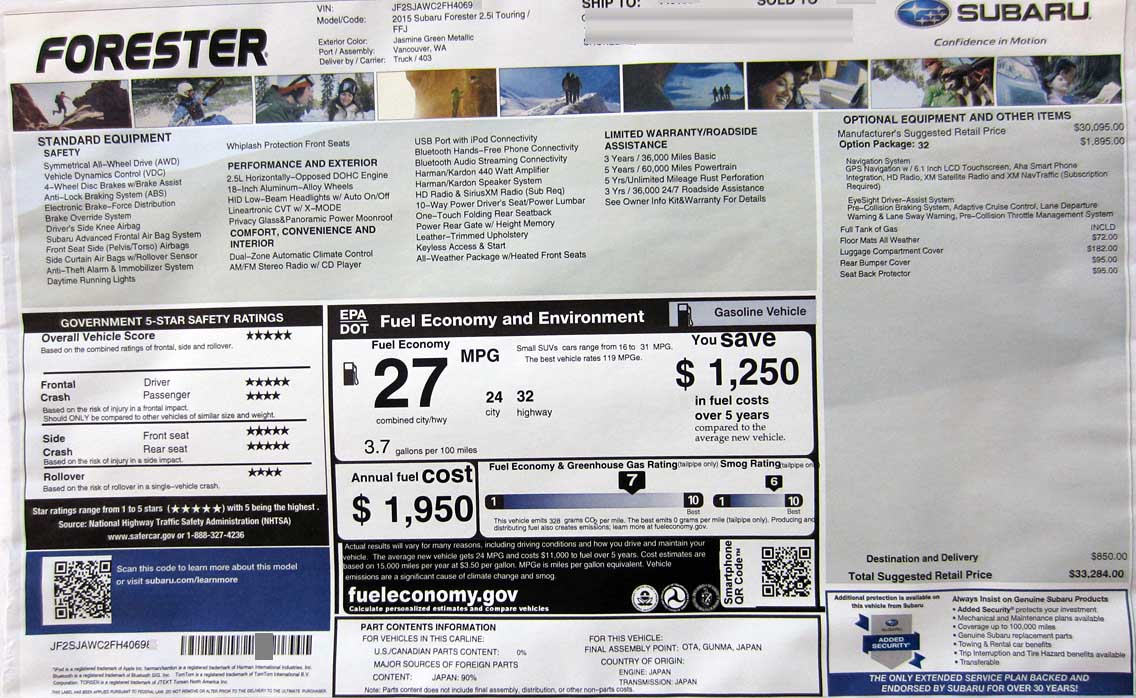 FORESTER
VIN: JF2SJAWC2FH4069
Model/Code: 2015 Subaru Forester 2.5i Touring /
FFJ
Exterior Color: Jasmine Green Metallic
Port / Assembly: Vancouver, WA
Deliver by / Carrier: Truck / 403
SHIP TO: SOLD TO
SUBARU
Confidence in Motion
STANDARD EQUIPMENT
SAFETY
Symmetrical All-Wheel Drive (AWD)
Vehicle Dynamics Control (VDC)
4-Wheel Disc Brakes w/Brake Assist
Anti-Lock Braking System (ABS)
Electronic Brake-Force Distribution
Brake Override System
Driver's Side Knee Airbag
Subaru Advanced Frontal Air Bag System
Front Seat Side (Pelvis/Torso) Airbags
Side Curtain Air Bags w/Rollover Sensor
Anti-Theft Alarm & Immobilizer System
Daytime Running Lights
Whiplash Protection Front Seats
PERFORMANCE AND EXTERIOR
2.5L Horizontally-Opposed DOHC Engine
18-Inch Aluminum-Alloy Wheels
HID Low-Beam Headlights w/ Auto On/Off
Lineartronic CVT w/ X-MODE
Privacy Glass&Panoramic Power Moonroof
COMFORT, CONVENIENCE AND
INTERIOR
Dual-Zone Automatic Climate Control
AM/FM Stereo Radio w/ CD Player
USB Port with iPod Connectivity
Bluetooth Hands-Free Phone Connectivity
Bluetooth Audio Streaming Connectivity
Harman/Kardon 440 Watt Amplifier
Harman/Kardon Speaker System
HD Radio & SiriusXM Radio (Sub Req)
10-Way Power Driver's Seat/Power Lumbar
One-Touch Folding Rear Seatback
Power Rear Gate w/ Height Memory
Leather-Trimmed Upholstery
Keyless Access & Start
All-Weather Package w/Heated Front Seats
LIMITED WARRANTY/ROADSIDE
ASSISTANCE
3 Years / 36,000 Miles Basic
5 Years / 60,000 Miles Powertrain
5 Yrs/Unlimited Mileage Rust Perforation
3 Yrs / 36,000 24/7 Roadside Assistance
See Owner Info Kit&Warranty For Details
OPTIONAL EQUIPMENT AND OTHER ITEMS
Manufacturer's Suggested Retail Price $30,095.00
Option Package: 32 $1,895.00
Navigation System
GPS Navigation w/ 6.1 Inch LCD Touchscreen, Aha Smart Phone
Integration, HD Radio, XM Satellite Radio and XM NavTraffic (Subscription
Required)
EyeSight Driver-Assist System
Pre-Collision Braking System, Adaptive Cruise Control, Lane Departure
Warning & Lane Sway Warning, Pre-Collision Throttle Management System
Full Tank of Gas INCLD
Floor Mats All Weather $72.00
Luggage Compartment Cover $182.00
Rear Bumper Cover $95.00
Seat Back Protector $95.00
Destination and Delivery $850.00
Total Suggested Retail Price $33,284.00
GOVERNMENT 5-STAR SAFETY RATINGS
Overall Vehicle Score ★★★★★
Based on the combined ratings of frontal, side and rollover.
Frontal Driver ★★★★★
Crash Passenger ★★★★
Based on the risk of injury in a frontal impact.
Should ONLY be compared to other vehicles of similar size and weight.
Side Front seat ★★★★★
Crash Rear seat ★★★★★
Based on the risk of injury in a side impact.
Rollover ★★★★
Based on the risk of rollover in a single-vehicle crash.
Star ratings range from 1 to 5 stars (★★★★★) with 5 being the highest.
Source: National Highway Traffic Safety Administration (NHTSA)
www.safercar.gov or 1-888-327-4236
Scan this code to learn more about this model
or visit subaru.com/learnmore
JF2SJAWC2FH4069
EPA
DOT
Fuel Economy and Environment
Gasoline Vehicle
Fuel Economy
27 MPG
combined city/hwy
24 city
32 highway
3.7 gallons per 100 miles
Small SUVs cars range from 16 to 31 MPG.
The best vehicle rates 119 MPGe.
You save
$ 1,250
in fuel costs
over 5 years
compared to the
average new vehicle.
Annual fuel cost
$ 1,950
Fuel Economy & Greenhouse Gas Rating (tailpipe only) Smog Rating (tailpipe on
7 6
1 10 1 10
Best Best
This vehicle emits 328 grams CO2 per mile. The best emits 0 grams per mile (tailpipe only). Producing and
distributing fuel also creates emissions; learn more at fueleconomy.gov.
Actual results will vary for many reasons, including driving conditions and how you drive and maintain your
vehicle. The average new vehicle gets 24 MPG and costs $11,000 to fuel over 5 years. Cost estimates are
based on 15,000 miles per year at $3.50 per gallon. MPGe is miles per gallon equivalent. Vehicle
emissions are a significant cause of climate change and smog.
fueleconomy.gov
Calculate personalized estimates and compare vehicles
Smartphone
QR Code™
PART CONTENTS INFORMATION
FOR VEHICLES IN THIS CARLINE:
U.S./CANADIAN PARTS CONTENT: 0%
MAJOR SOURCES OF FOREIGN PARTS
CONTENT: JAPAN: 90%
Note: Parts content does not include final assembly, distribution, or other non-parts costs.
FOR THIS VEHICLE:
FINAL ASSEMBLY POINT: OTA, GUNMA, JAPAN
COUNTRY OF ORIGIN:
ENGINE: JAPAN
TRANSMISSION: JAPAN
Additional protection is available on
this vehicle from Subaru
SUBARU
ADDED
SECURITY
Always Insist on Genuine Subaru Products
• Added Security® protects your investment
• Mechanical and Maintenance plans available
• Coverage up to 100,000 miles
• Genuine Subaru replacement parts
• Towing & Rental car benefits
• Trip Interruption and Tire Hazard benefits available
• Transferable
THE ONLY EXTENDED SERVICE PLAN BACKED AND
ENDORSED BY SUBARU FOR OVER 30 YEARS!